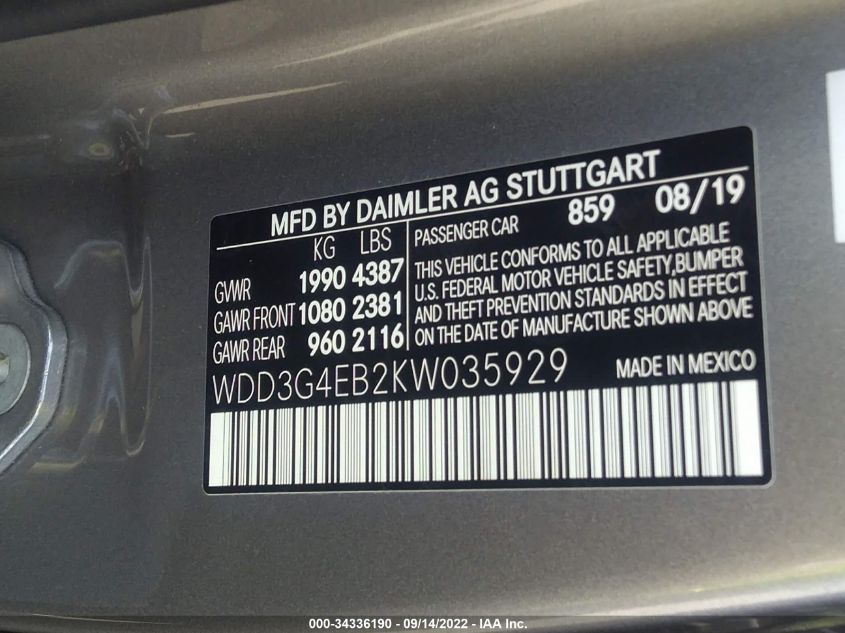 MFD BY DAIMLER AG STUTTGART
KG LBS
GVWR 1990 4387
GAWR FRONT 1080 2381
GAWR REAR 960 2116
PASSENGER CAR 859 08/19
THIS VEHICLE CONFORMS TO ALL APPLICABLE
U.S. FEDERAL MOTOR VEHICLE SAFETY,BUMPER
AND THEFT PREVENTION STANDARDS IN EFFECT
ON THE DATE OF MANUFACTURE SHOWN ABOVE
WDD3G4EB2KW035929
MADE IN MEXICO
000-34336190 - 09/14/2022 - IAA Inc.